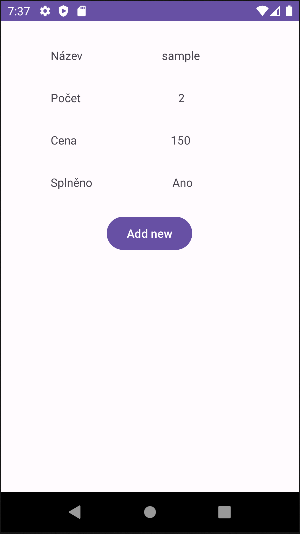 7:37
Název sample
Počet 2
Cena 150
Splněno Ano
Add new